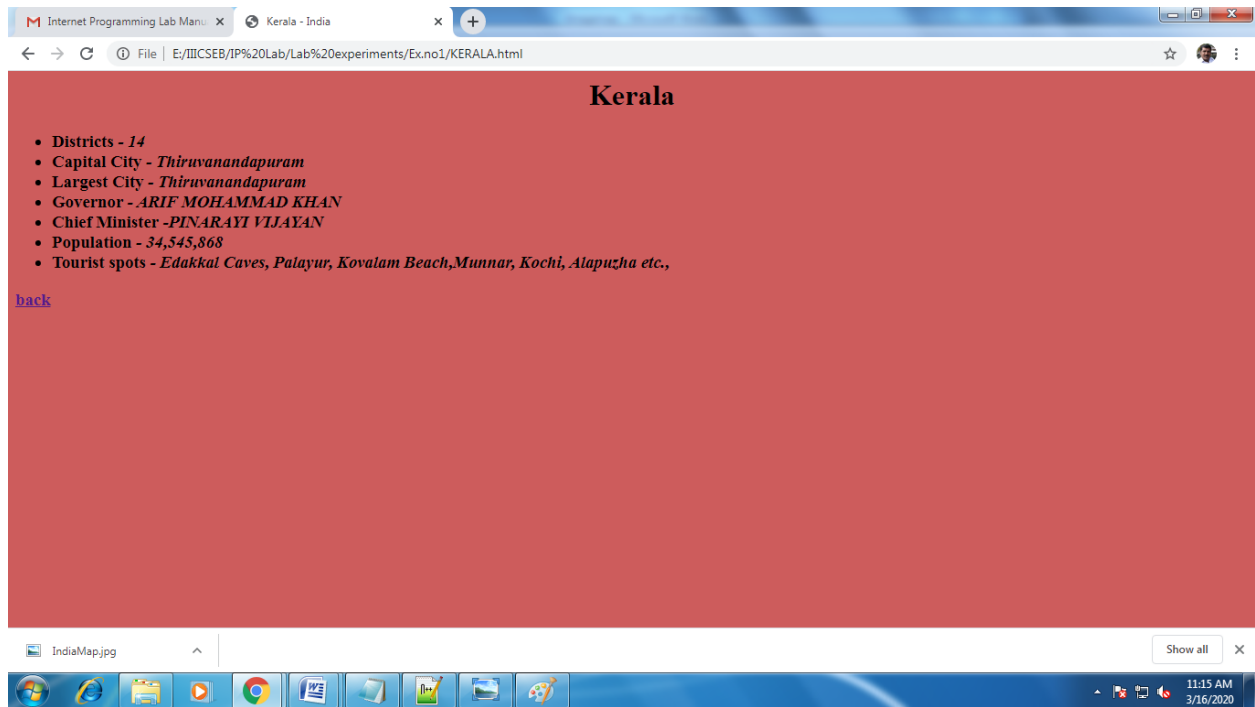 Internet Programming Lab Manu
Kerala - India
File | E:/IIICSEB/IP%20Lab/Lab%20experiments/Ex.no1/KERALA.html
Kerala
• Districts - 14
• Capital City - Thiruvanandapuram
• Largest City - Thiruvanandapuram
• Governor - ARIF MOHAMMAD KHAN
• Chief Minister -PINARAYI VIJAYAN
• Population - 34,545,868
• Tourist spots - Edakkal Caves, Palayur, Kovalam Beach,Munnar, Kochi, Alapuzha etc.,
back
IndiaMap.jpg
Show all
11:15 AM
3/16/2020